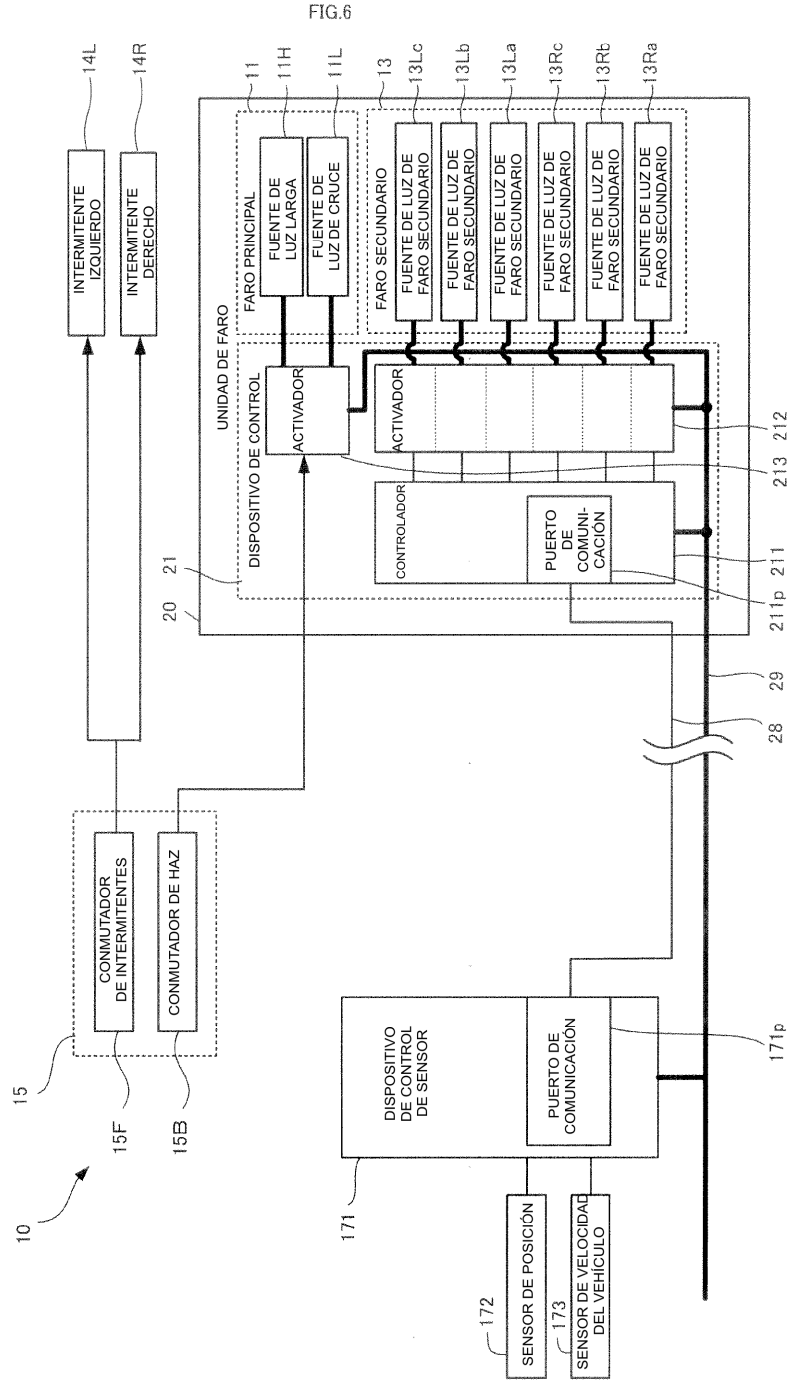 FIG.6
10
15
15F
CONMUTADOR
DE INTERMITENTES
15B
CONMUTADOR DE HAZ
INTERMITENTE
IZQUIERDO
14L
INTERMITENTE
DERECHO
14R
20
UNIDAD DE FARO
21
DISPOSITIVO DE CONTROL
FARO PRINCIPAL
11
FUENTE DE
LUZ LARGA
11H
FUENTE DE
LUZ DE CRUCE
11L
ACTIVADOR
213
FARO SECUNDARIO
13
FUENTE DE LUZ DE
FARO SECUNDARIO
13Lc
FUENTE DE LUZ DE
FARO SECUNDARIO
13Lb
FUENTE DE LUZ DE
FARO SECUNDARIO
13La
FUENTE DE LUZ DE
FARO SECUNDARIO
13Rc
FUENTE DE LUZ DE
FARO SECUNDARIO
13Rb
FUENTE DE LUZ DE
FARO SECUNDARIO
13Ra
ACTIVADOR
212
CONTROLADOR
PUERTO
DE
COMUNI-
CACIÓN
211
211p
29
28
171
DISPOSITIVO
DE CONTROL
DE SENSOR
PUERTO DE
COMUNICACIÓN
171p
172
SENSOR DE POSICIÓN
173
SENSOR DE VELOCIDAD
DEL VEHÍCULO